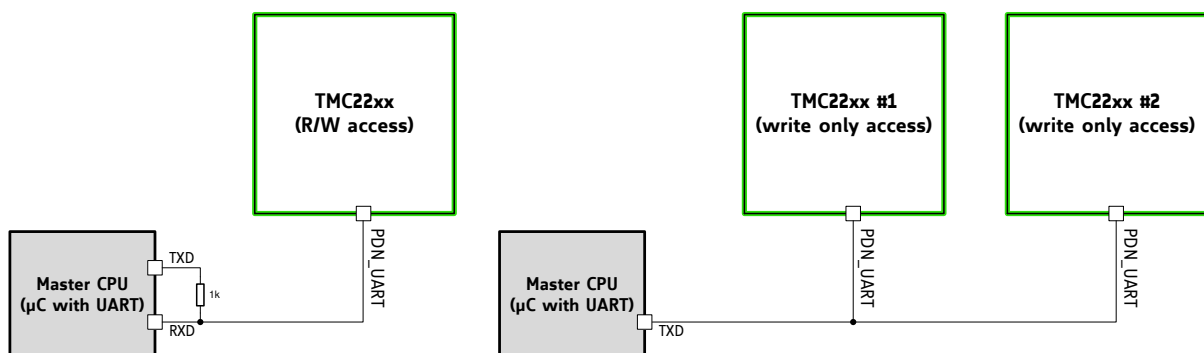 TMC22xx
(R/W access)
PDN_UART
TXD
1k
Master CPU
(µC with UART)
RXD
TMC22xx #1
(write only access)
TMC22xx #2
(write only access)
PDN_UART
PDN_UART
Master CPU
(µC with UART)
TXD